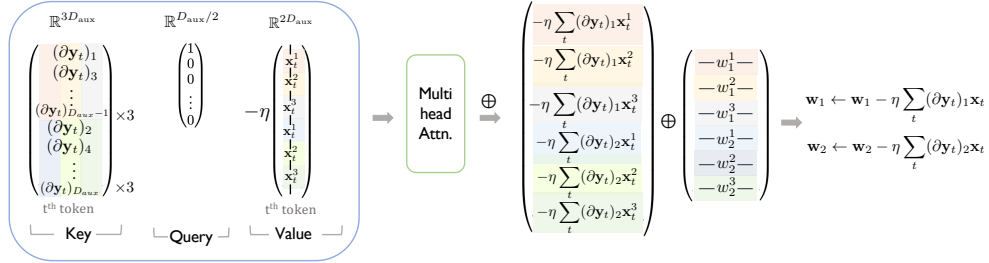 ℝ^{3D_aux} ℝ^{D_aux/2} ℝ^{2D_aux}
(∂y_t)_1
(∂y_t)_3
⋮
(∂y_t)_{D_aux−1} ×3
(∂y_t)_2
(∂y_t)_4
⋮
(∂y_t)_{D_aux} ×3
t^th token
Key
1
0
0
⋯
0
Query
−η
x_t^1
x_t^2
x_t^3
x_t^1
x_t^2
x_t^3
t^th token
Value
Multi
head
Attn.
⊕
−η ∑_t (∂y_t)_1 x_t^1
−η ∑_t (∂y_t)_1 x_t^2
−η ∑_t (∂y_t)_1 x_t^3
−η ∑_t (∂y_t)_2 x_t^1
−η ∑_t (∂y_t)_2 x_t^2
−η ∑_t (∂y_t)_2 x_t^3
⊕
—w_1^1—
—w_1^2—
—w_1^3—
—w_2^1—
—w_2^2—
—w_2^3—
w_1 ← w_1 − η ∑_t (∂y_t)_1 x_t
w_2 ← w_2 − η ∑_t (∂y_t)_2 x_t